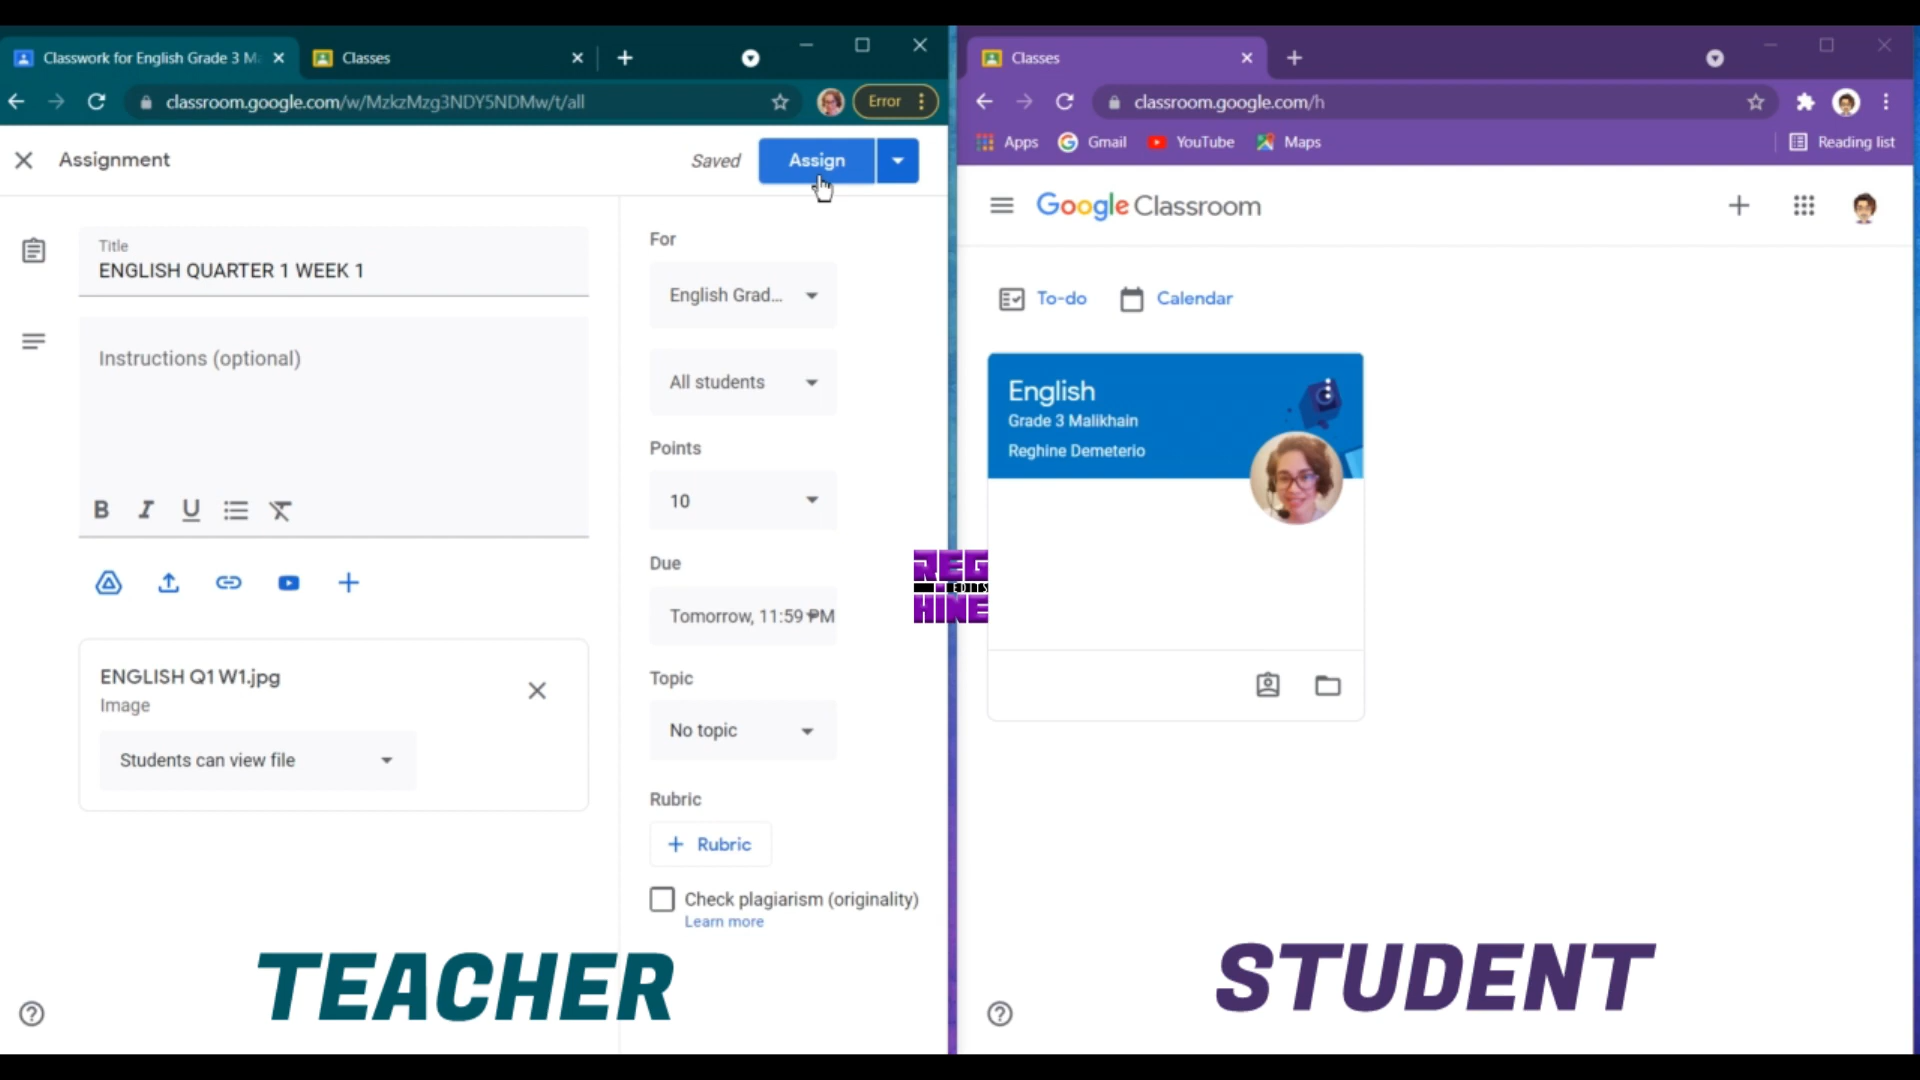 Classwork for English Grade 3 M
Classes
classroom.google.com/w/MzkzMzg3NDY5NDMw/t/all
Error
Assignment
Saved
Assign
Title
ENGLISH QUARTER 1 WEEK 1
Instructions (optional)
B I U
ENGLISH Q1 W1.jpg
Image
Students can view file
For
English Grad...
All students
Points
10
Due
Tomorrow, 11:59 PM
Topic
No topic
Rubric
+ Rubric
Check plagiarism (originality)
Learn more
TEACHER
REG
EDITS
HINE
Classes
classroom.google.com/h
Apps
Gmail
YouTube
Maps
Reading list
Google Classroom
To-do
Calendar
English
Grade 3 Malikhain
Reghine Demeterio
STUDENT